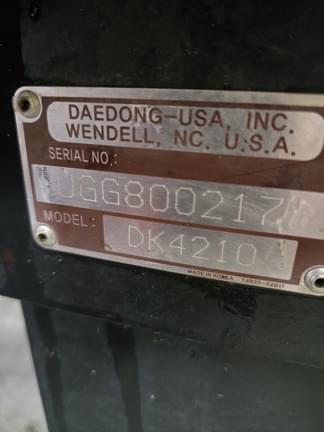 DAEDONG-USA, INC.
WENDELL, NC. U.S.A.
SERIAL NO.:
UGG800217
MODEL:
DK4210
MADE IN KOREA